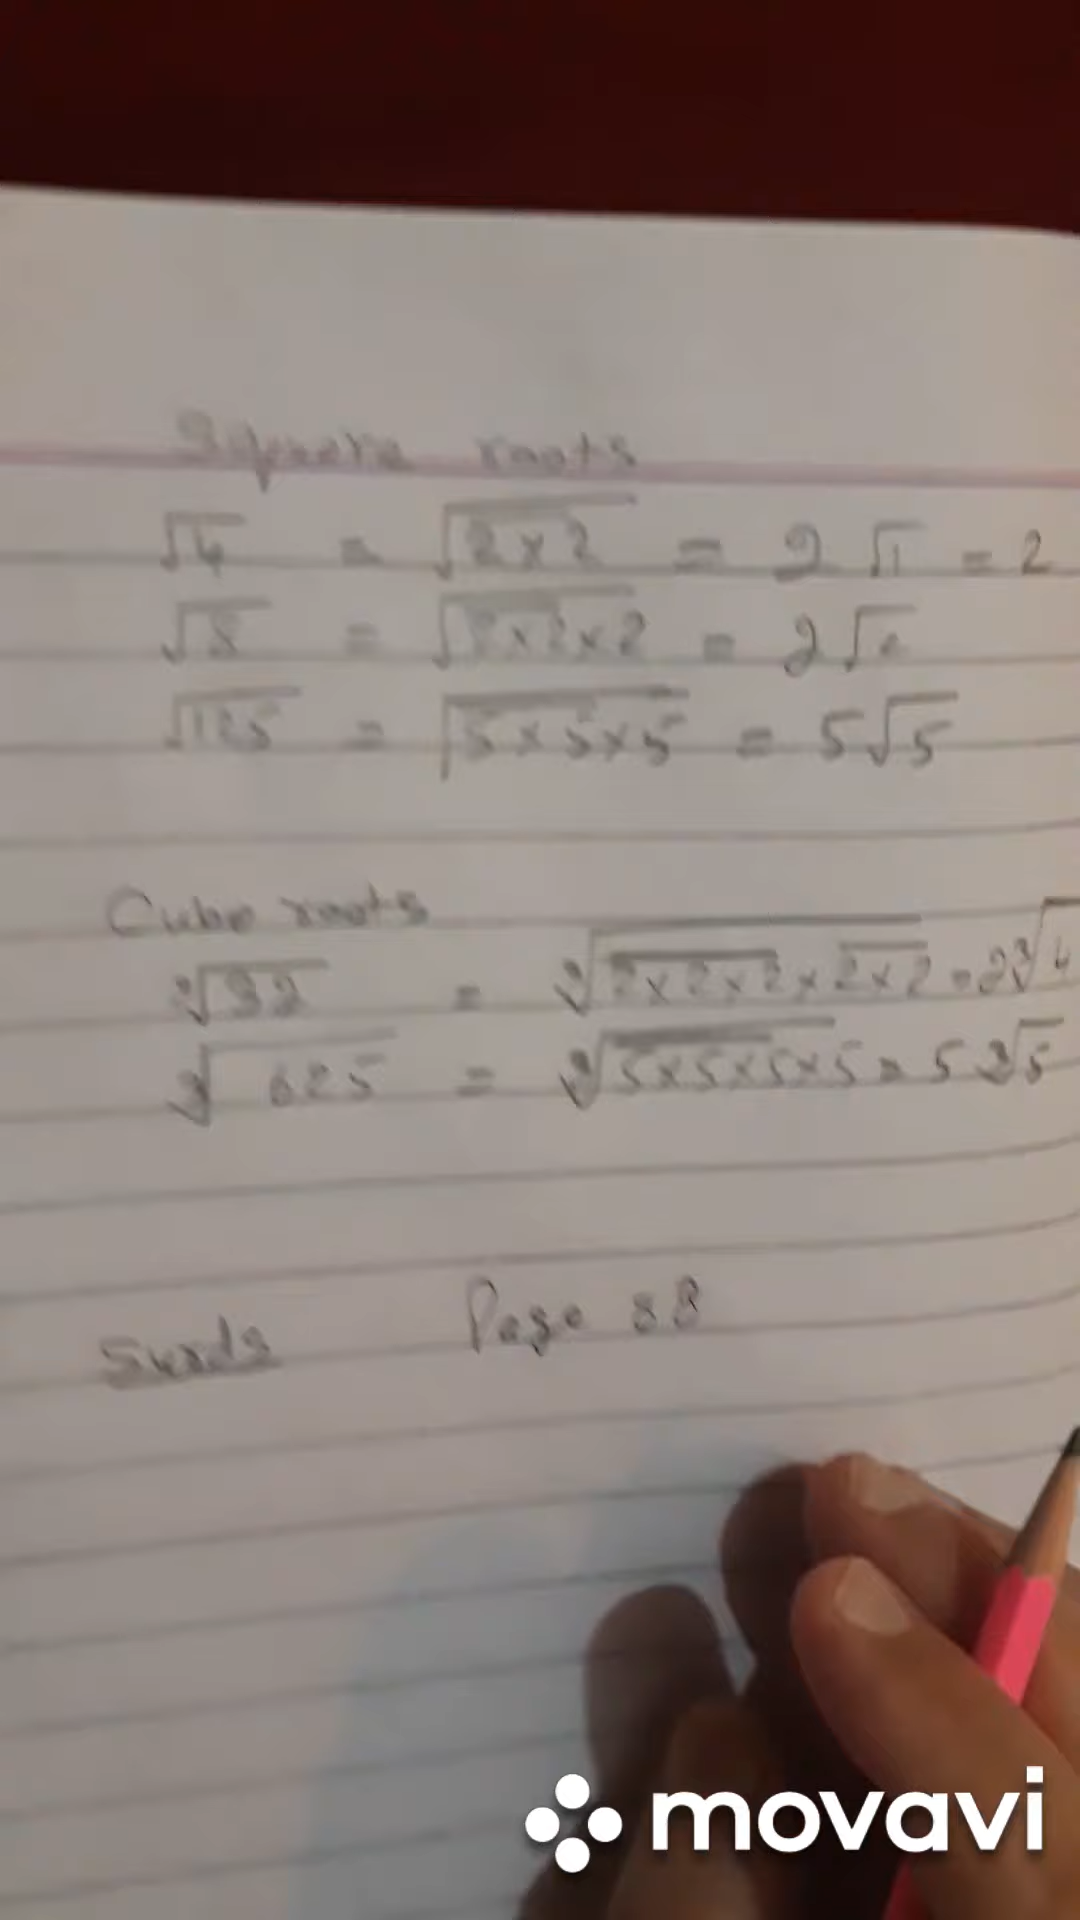 Square roots
√4 = √2×2 = 2 √1 = 2
√8 = √2×2×2 = 2√2
√125 = √5×5×5 = 5√5
Cube roots
∛32 = ∛2×2×2×2×2 = 2∛4
∛625 = ∛5×5×5×5 = 5∛5
Surds Page 88
movavi